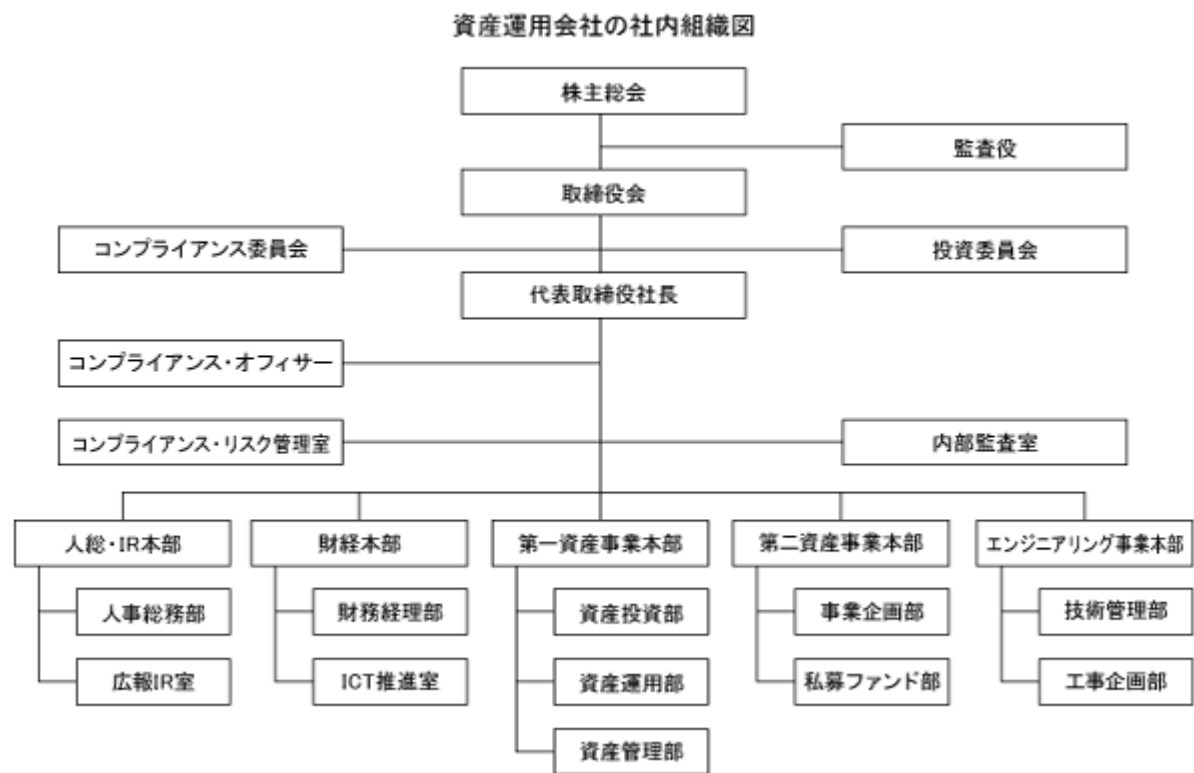 資産運用会社の社内組織図
株主総会
監査役
取締役会
コンプライアンス委員会
投資委員会
代表取締役社長
コンプライアンス・オフィサー
コンプライアンス・リスク管理室
内部監査室
人総・IR本部
財経本部
第一資産事業本部
第二資産事業本部
エンジニアリング事業本部
人事総務部
財務経理部
資産投資部
事業企画部
技術管理部
広報IR室
ICT推進室
資産運用部
私募ファンド部
工事企画部
資産管理部